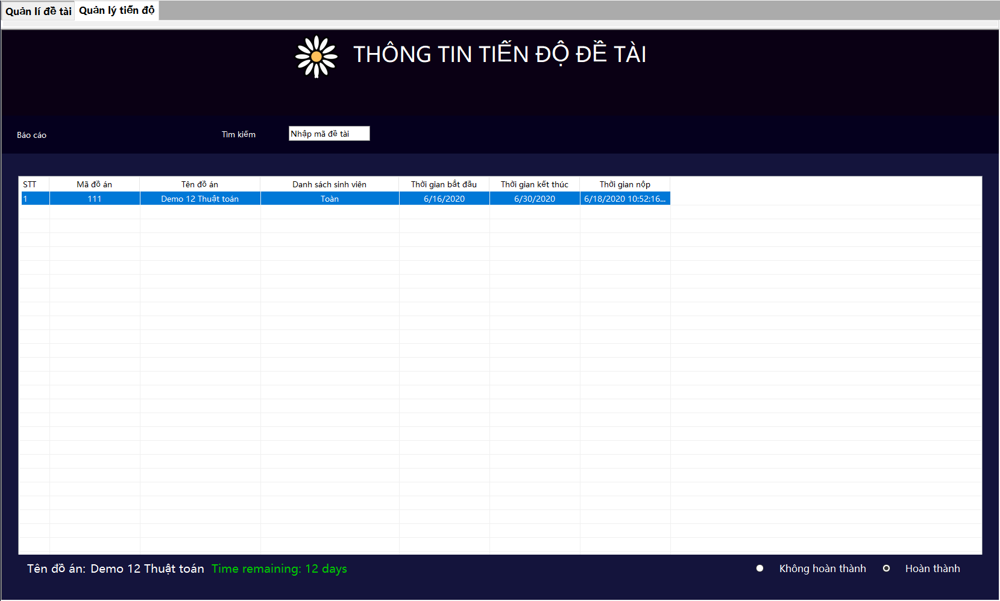 Quản lí đề tài Quản lý tiến độ
THÔNG TIN TIẾN ĐỘ ĐỀ TÀI
Báo cáo Tìm kiếm Nhập mã đề tài
STT Mã đồ án Tên đồ án Danh sách sinh viên Thời gian bắt đầu Thời gian kết thúc Thời gian nộp
1 111 Demo 12 Thuật toán Toàn 6/16/2020 6/30/2020 6/18/2020 10:52:16...
Tên đồ án: Demo 12 Thuật toán Time remaining: 12 days Không hoàn thành Hoàn thành